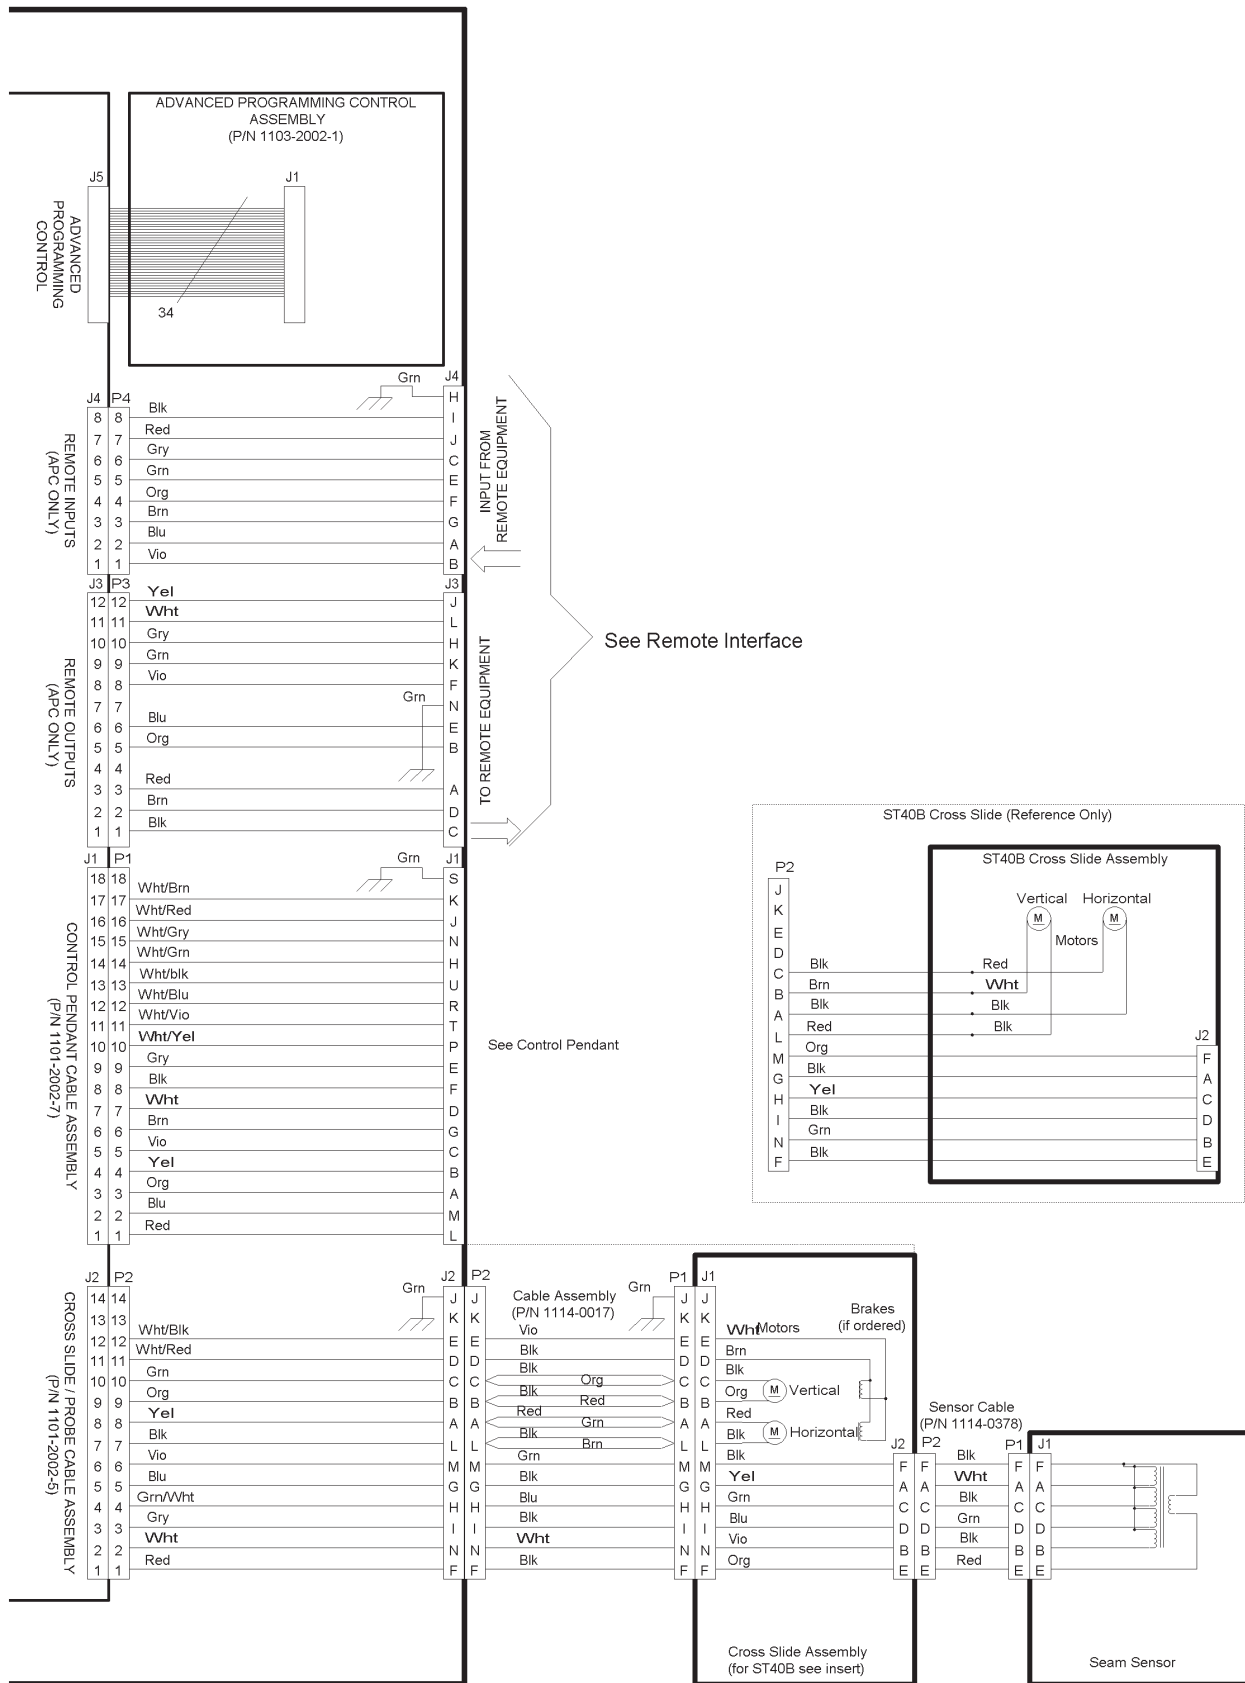 ADVANCED PROGRAMMING CONTROL
ASSEMBLY
(P/N 1103-2002-1)
J5
J1
ADVANCED
PROGRAMMING
CONTROL
34
Grn
J4
J4 P4
H
Blk
8 8 I
Red
7 7 J
Gry
6 6 C
Grn
5 5 E
Org
4 4 F
Brn
3 3 G
Blu
2 2 A
Vio
1 1 B
REMOTE INPUTS
(APC ONLY)
INPUT FROM
REMOTE EQUIPMENT
J3 P3
J3
Yel
12 12 J
Wht
11 11 L
Gry
10 10 H
Grn
9 9 K
Vio
8 8 F
Grn
7 7 N
Blu
6 6 E
Org
5 5 B
4 4
Red
3 3 A
Brn
2 2 D
Blk
1 1 C
REMOTE OUTPUTS
(APC ONLY)
TO REMOTE EQUIPMENT
See Remote Interface
J1 P1
Grn
J1
18 18 S
Wht/Brn
17 17 K
Wht/Red
16 16 J
Wht/Gry
15 15 N
Wht/Grn
14 14 H
Wht/blk
13 13 U
Wht/Blu
12 12 R
Wht/Vio
11 11 T
Wht/Yel
10 10 P
Gry
9 9 E
Blk
8 8 F
Wht
7 7 D
Brn
6 6 G
Vio
5 5 C
Yel
4 4 B
Org
3 3 A
Blu
2 2 M
Red
1 1 L
CONTROL PENDANT CABLE ASSEMBLY
(P/N 1101-2002-7)
See Control Pendant
ST40B Cross Slide (Reference Only)
ST40B Cross Slide Assembly
P2
Vertical Horizontal
M M
Motors
J
K
E
D
C Blk Red
B Brn Wht
A Blk Blk
L Red Blk
J2
M Org F
G Blk A
H Yel C
I Blk D
N Grn B
F Blk E
J2 P2
Grn
J2 P2
14 14 J J
13 13 K K
Wht/Blk
12 12 E E
Wht/Red
11 11 D D
Grn
10 10 C C
Org
9 9 B B
Yel
8 8 A A
Blk
7 7 L L
Vio
6 6 M M
Blu
5 5 G G
Grn/Wht
4 4 H H
Gry
3 3 I I
Wht
2 2 N N
Red
1 1 F F
CROSS SLIDE / PROBE CABLE ASSEMBLY
(P/N 1101-2002-5)
Cable Assembly
(P/N 1114-0017)
Grn
P1 J1
J J
K K
Vio
E E
Blk
D D
Blk
Org
C C
Blk
Red
B B
Red
Grn
A A
Blk
Brn
L L
Grn
M M
Blk
G G
Blu
H H
Blk
I I
Wht
N N
Blk
F F
Brakes
(if ordered)
Wht
Motors
Brn
Blk
Org M Vertical
Red
Blk M Horizontal
Blk
Yel
Grn
Blu
Vio
Org
J2 P2
F F
A A
C C
D D
B B
E E
Sensor Cable
(P/N 1114-0378)
P1 J1
Blk
F F
Wht
A A
Blk
C C
Grn
D D
Blk
B B
Red
E E
Cross Slide Assembly
(for ST40B see insert)
Seam Sensor